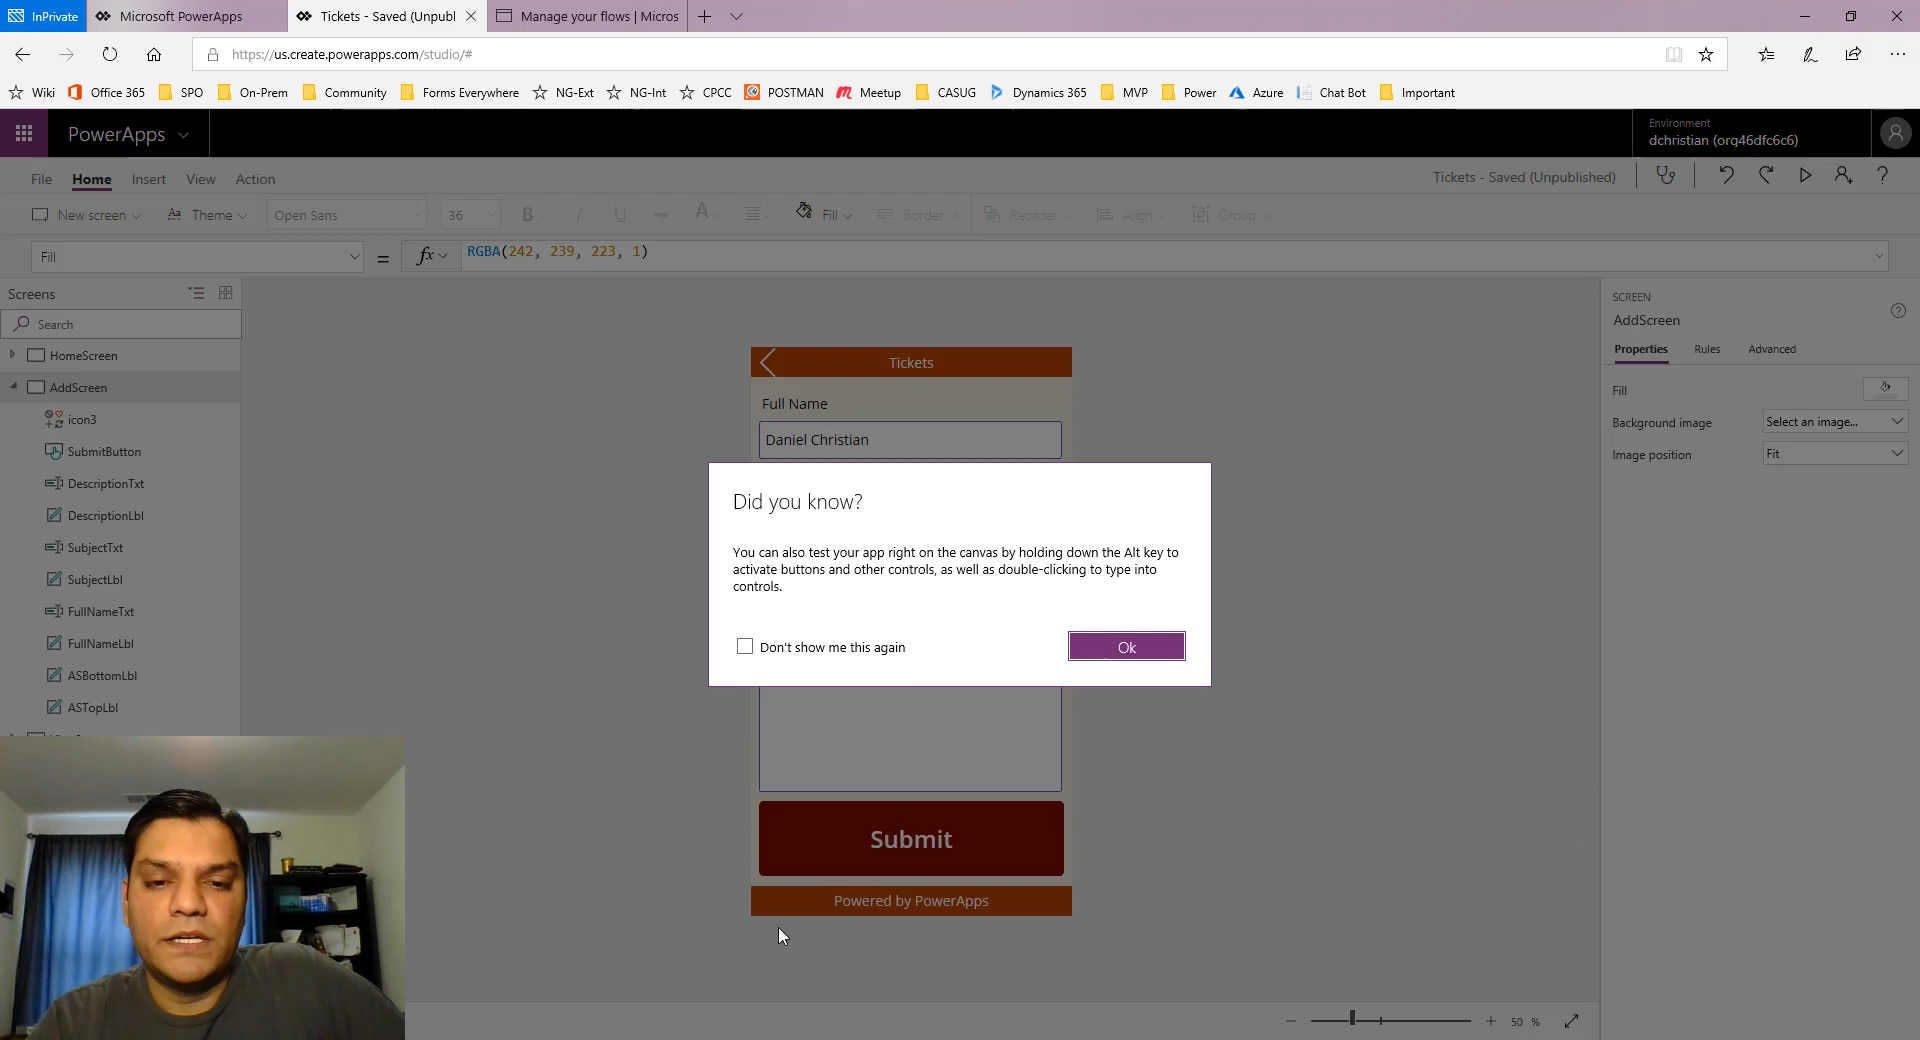 InPrivate
Microsoft PowerApps
Tickets - Saved (Unpubl
Manage your flows | Micros
https://us.create.powerapps.com/studio/#
Wiki
Office 365
SPO
On-Prem
Community
Forms Everywhere
NG-Ext
NG-Int
CPCC
POSTMAN
Meetup
CASUG
Dynamics 365
MVP
Power
Azure
Chat Bot
Important
PowerApps
Environment
dchristian (org46dfc6c6)
File
Home
Insert
View
Action
Tickets - Saved (Unpublished)
New screen
Theme
Open Sans
36
B
I
U
A
Fill
Border
Reorder
Align
Group
Fill
=
fx
RGBA(242, 239, 223, 1)
Screens
Search
HomeScreen
AddScreen
icon3
SubmitButton
DescriptionTxt
DescriptionLbl
SubjectTxt
SubjectLbl
FullNameTxt
FullNameLbl
ASBottomLbl
ASTopLbl
Tickets
Full Name
Daniel Christian
Did you know?
You can also test your app right on the canvas by holding down the Alt key to
activate buttons and other controls, as well as double-clicking to type into
controls.
Don't show me this again
Ok
Submit
Powered by PowerApps
SCREEN
AddScreen
Properties
Rules
Advanced
Fill
Background image
Select an image...
Image position
Fit
50 %